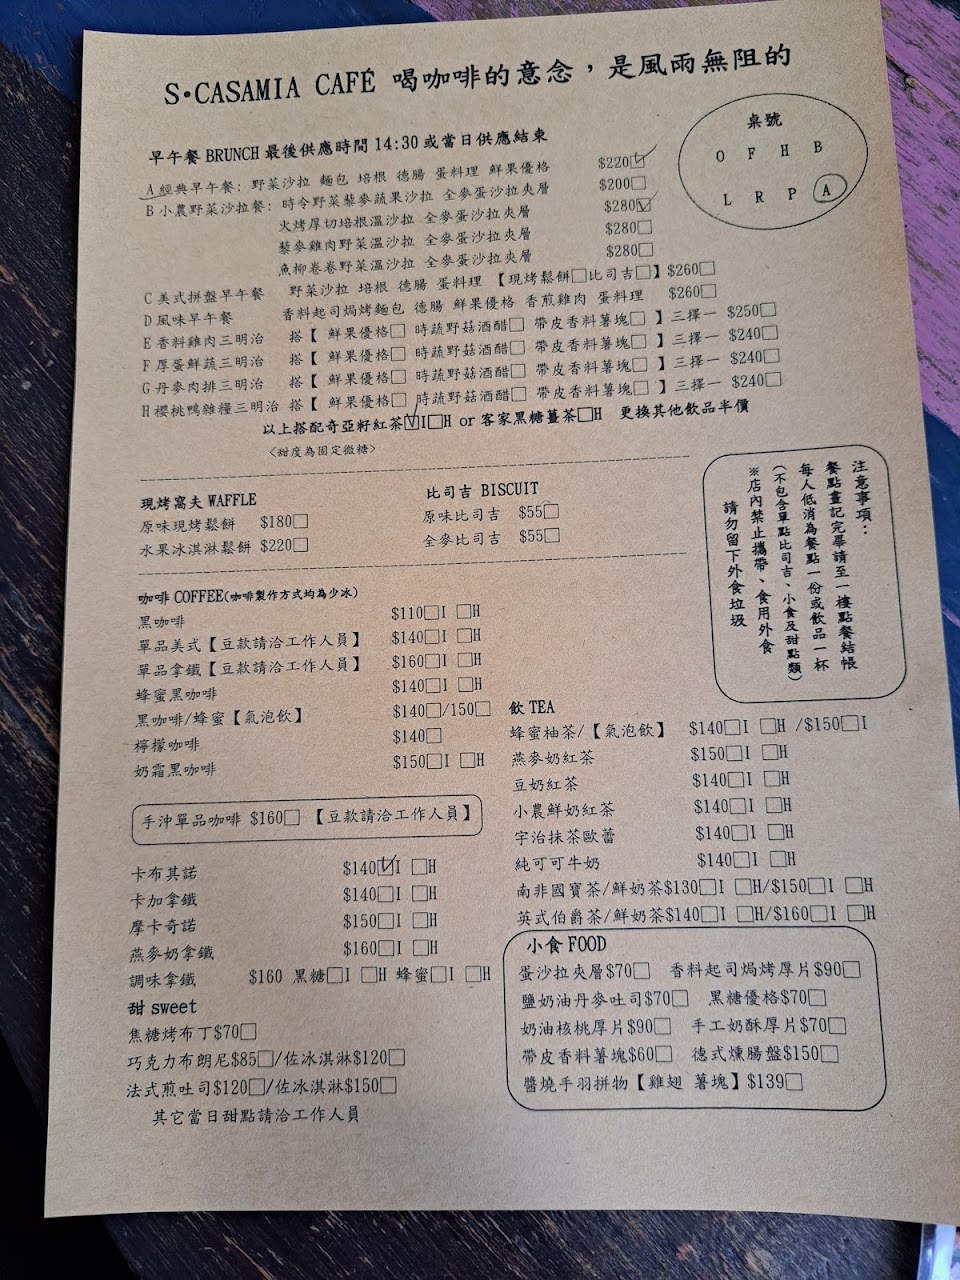 S·CASAMIA CAFÉ 喝咖啡的意念，是風雨無阻的
桌號
O F H B
L R P A
早午餐 BRUNCH 最後供應時間 14:30 或當日供應結束
A 經典早午餐: 野菜沙拉 麵包 培根 德腸 蛋料理 鮮果優格 $220☑
B 小農野菜沙拉餐: 時令野菜藜麥蔬果沙拉 全麥蛋沙拉夾層 $200□
火烤厚切培根溫沙拉 全麥蛋沙拉夾層 $280☑
藜麥雞肉野菜溫沙拉 全麥蛋沙拉夾層 $280□
魚柳卷卷野菜溫沙拉 全麥蛋沙拉夾層 $280□
C 美式拼盤早午餐 野菜沙拉 培根 德腸 蛋料理 【現烤鬆餅□比司吉□】$260□
D 風味早午餐 香料起司焗烤麵包 德腸 鮮果優格 香煎雞肉 蛋料理 $260□
E 香料雞肉三明治 搭【 鮮果優格□ 時蔬野菇酒醋□ 帶皮香料薯塊□ 】三擇一 $250□
F 厚蛋鮮蔬三明治 搭【 鮮果優格□ 時蔬野菇酒醋□ 帶皮香料薯塊□ 】三擇一 $240□
G 丹麥肉排三明治 搭【 鮮果優格□ 時蔬野菇酒醋□ 帶皮香料薯塊□ 】三擇一 $240□
H 櫻桃鴨雜糧三明治 搭【 鮮果優格□ 時蔬野菇酒醋□ 帶皮香料薯塊□ 】三擇一 $240□
以上搭配奇亞籽紅茶☑I□H or 客家黑糖薑茶□H 更換其他飲品半價
<甜度為固定微糖>
現烤窩夫 WAFFLE
原味現烤鬆餅 $180□
水果冰淇淋鬆餅 $220□
比司吉 BISCUIT
原味比司吉 $55□
全麥比司吉 $55□
注意事項：
餐點畫記完畢請至一樓點餐結帳
每人低消為餐點一份或飲品一杯
(不包含單點比司吉、小食及甜點類)
※店內禁止攜帶、食用外食
請勿留下外食垃圾
咖啡 COFFEE(咖啡製作方式均為少冰)
黑咖啡 $110□I □H
單品美式【豆款請洽工作人員】 $140□I □H
單品拿鐵【豆款請洽工作人員】 $160□I □H
蜂蜜黑咖啡 $140□I □H
黑咖啡/蜂蜜【氣泡飲】 $140□/150□
檸檬咖啡 $140□
奶霜黑咖啡 $150□I □H
手沖單品咖啡 $160□ 【豆款請洽工作人員】
卡布其諾 $140☑I □H
卡加拿鐵 $140□I □H
摩卡奇諾 $150□I □H
燕麥奶拿鐵 $160□I □H
調味拿鐵 $160 黑糖□I □H 蜂蜜□I □H
甜 sweet
焦糖烤布丁$70□
巧克力布朗尼$85□/佐冰淇淋$120□
法式煎吐司$120□/佐冰淇淋$150□
其它當日甜點請洽工作人員
飲 TEA
蜂蜜柚茶/【氣泡飲】 $140□I □H /$150□I
燕麥奶紅茶 $150□I □H
豆奶紅茶 $140□I □H
小農鮮奶紅茶 $140□I □H
宇治抹茶歐蕾 $140□I □H
純可可牛奶 $140□I □H
南非國寶茶/鮮奶茶$130□I □H/$150□I □H
英式伯爵茶/鮮奶茶$140□I □H/$160□I □H
小食 FOOD
蛋沙拉夾層$70□ 香料起司焗烤厚片$90□
鹽奶油丹麥吐司$70□ 黑糖優格$70□
奶油核桃厚片$90□ 手工奶酥厚片$70□
帶皮香料薯塊$60□ 德式燻腸盤$150□
醬燒手羽拼物【雞翅 薯塊】$139□